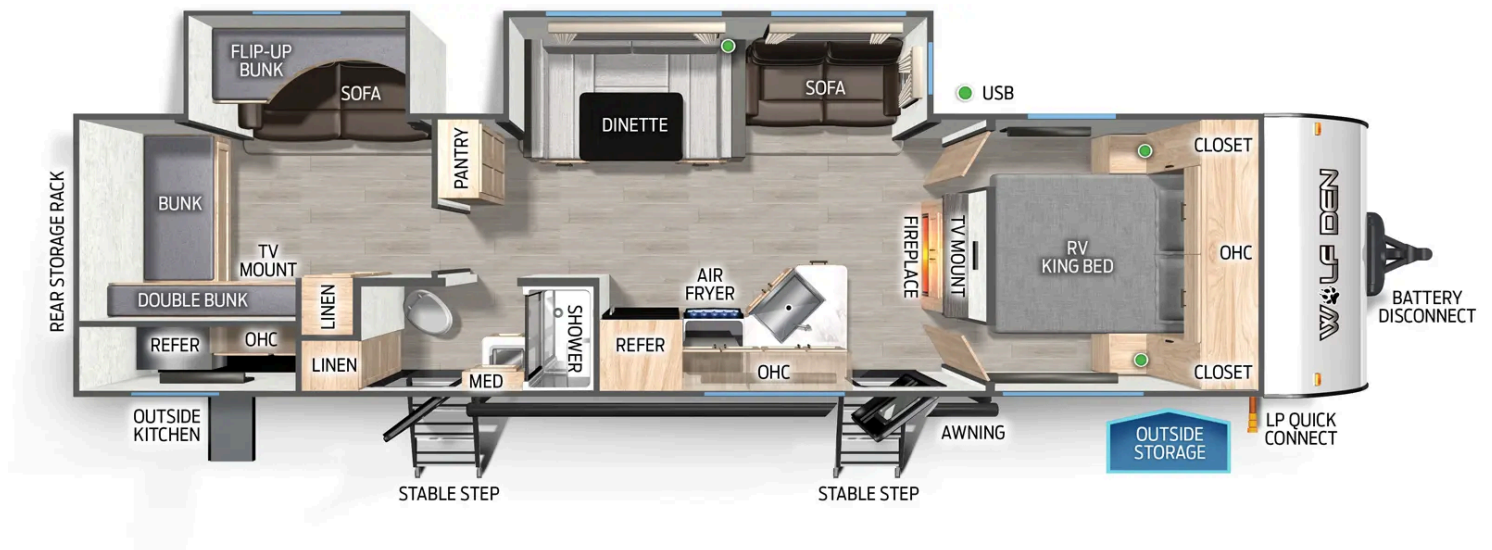 FLIP-UP
BUNK
SOFA
DINETTE
SOFA
USB
PANTRY
CLOSET
REAR STORAGE RACK
BUNK
TV
MOUNT
DOUBLE BUNK
LINEN
REFER
OHC
LINEN
MED
SHOWER
AIR
FRYER
REFER
OHC
FIREPLACE
TV MOUNT
RV
KING BED
OHC
CLOSET
WOLF DEN
BATTERY
DISCONNECT
OUTSIDE
KITCHEN
STABLE STEP
STABLE STEP
AWNING
OUTSIDE
STORAGE
LP QUICK
CONNECT